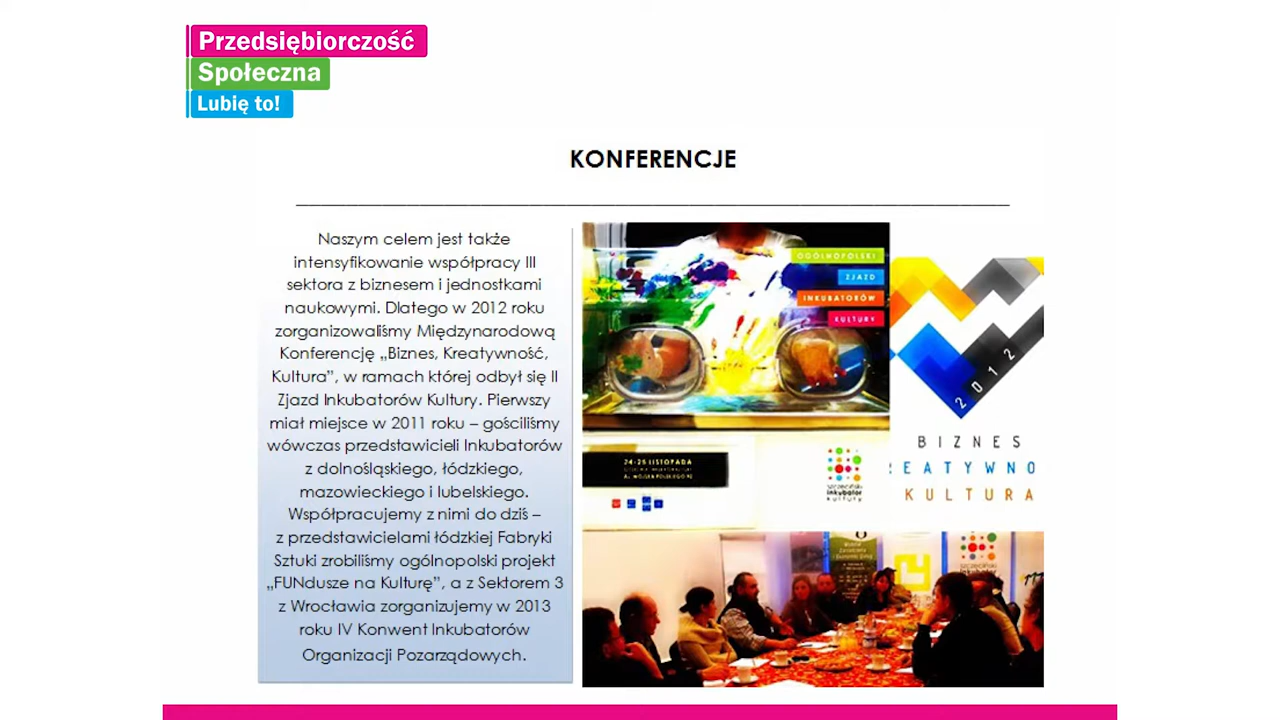 Przedsiębiorczość
Społeczna
Lubię to!
KONFERENCJE
Naszym celem jest także
intensyfikowanie współpracy III
sektora z biznesem i jednostkami
naukowymi. Dlatego w 2012 roku
zorganizowaliśmy Międzynarodową
Konferencję „Biznes, Kreatywność,
Kultura”, w ramach której odbył się II
Zjazd Inkubatorów Kultury. Pierwszy
miał miejsce w 2011 roku – gościliśmy
wówczas przedstawicieli Inkubatorów
z dolnośląskiego, łódzkiego,
mazowieckiego i lubelskiego.
Współpracujemy z nimi do dziś –
z przedstawicielami łódzkiej Fabryki
Sztuki zrobiliśmy ogólnopolski projekt
„FUNdusze na Kulturę”, a z Sektorem 3
z Wrocławia zorganizujemy w 2013
roku IV Konwent Inkubatorów
Organizacji Pozarządowych.
OGÓLNOPOLSKI
ZJAZD
INKUBATORÓW
KULTURY
24-25 LISTOPADA
szczeciński
inkubator
kultury
2012
BIZNES
REATYWNO
KULTURA
szczeciński
inkubator